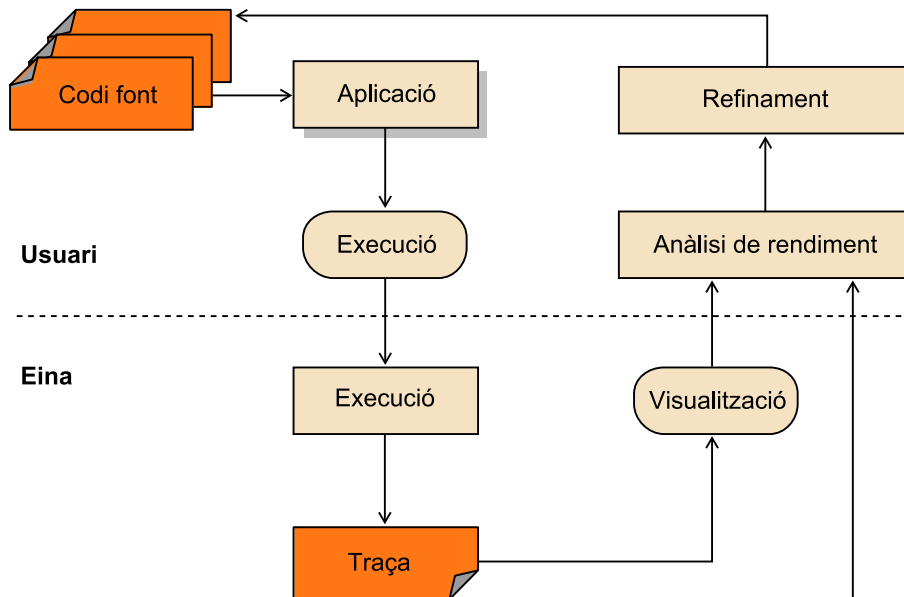 Codi font
Aplicació
Refinament
Usuari
Execució
Anàlisi de rendiment
Eina
Execució
Visualització
Traça